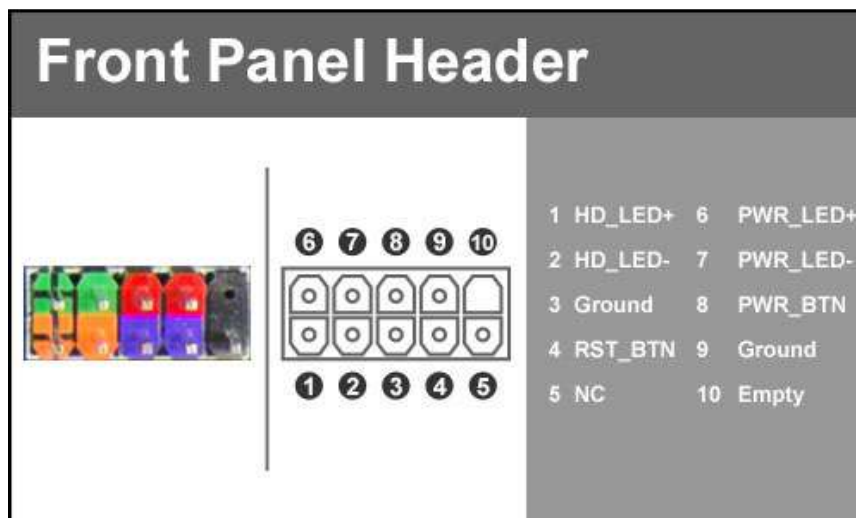 Front Panel Header
6 7 8 9 10
1 2 3 4 5
1 HD_LED+ 6 PWR_LED+
2 HD_LED- 7 PWR_LED-
3 Ground 8 PWR_BTN
4 RST_BTN 9 Ground
5 NC 10 Empty